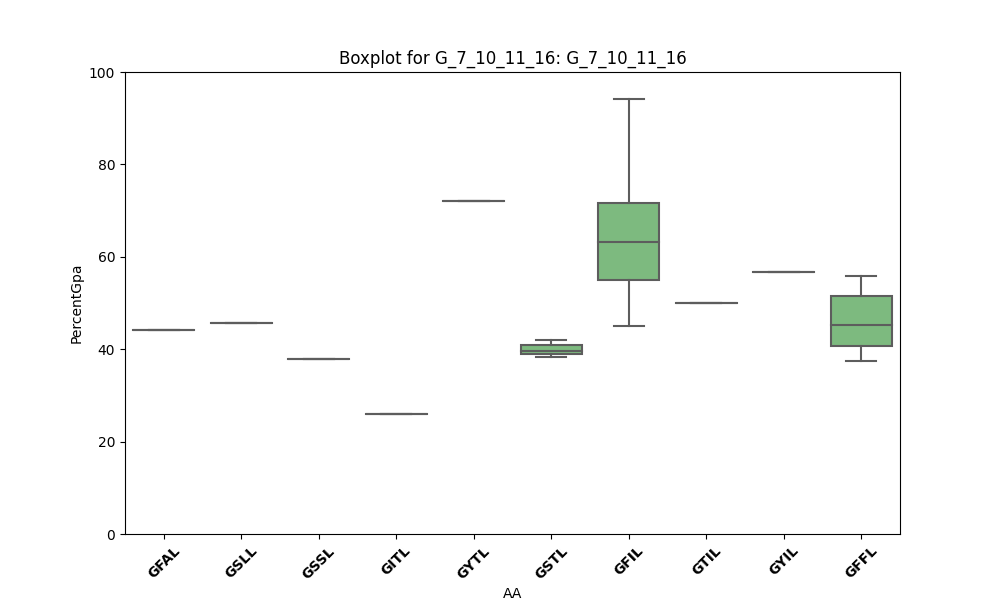 Boxplot for G_7_10_11_16: G_7_10_11_16
100
80
60
40
20
0
PercentGpa
GFAL
GSLL
GSSL
GITL
GYTL
GSTL
GFIL
GTIL
GYIL
GFFL
AA